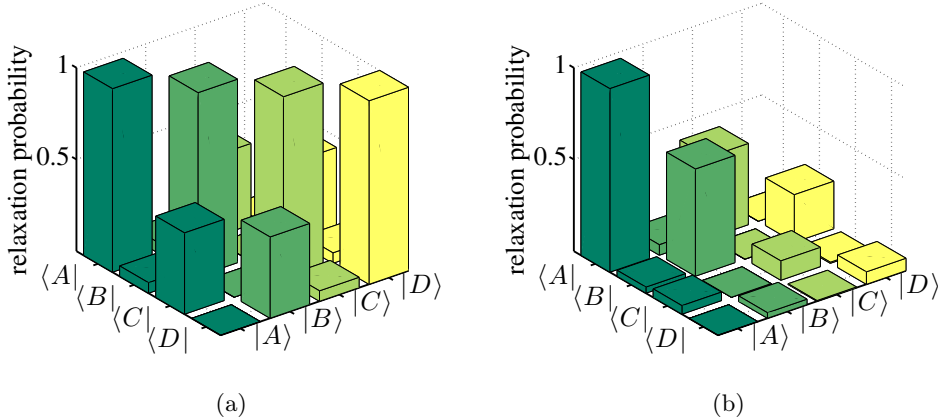 relaxation probability
1
0.5
⟨A|
⟨B|
⟨C|
⟨D|
|A⟩
|B⟩
|C⟩
|D⟩
(a)
relaxation probability
1
0.5
⟨A|
⟨B|
⟨C|
⟨D|
|A⟩
|B⟩
|C⟩
|D⟩
(b)